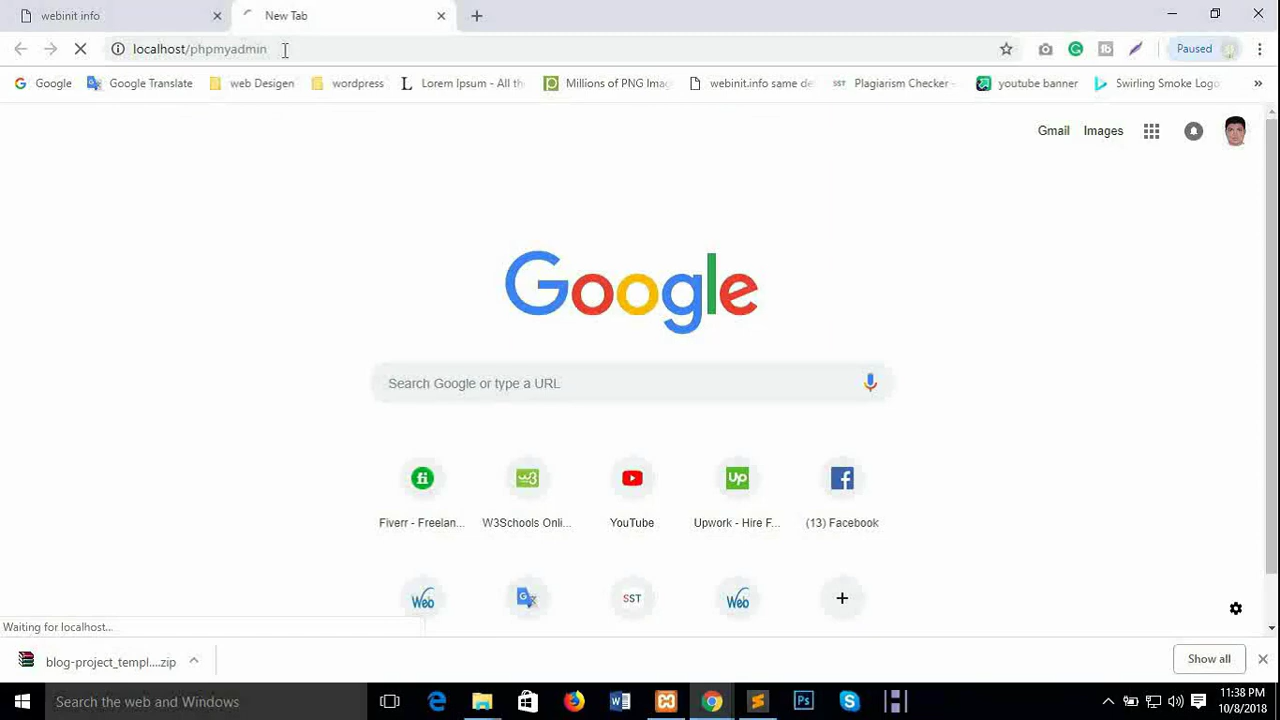 webinit info
New Tab
localhost/phpmyadmin
Paused
Google
Google Translate
web Desigen
wordpress
Lorem Ipsum - All th
Millions of PNG Imag
webinit.info same de
Plagiarism Checker -
youtube banner
Swirling Smoke Logo
»
Gmail
Images
Google
Search Google or type a URL
Fiverr - Freelan...
W3Schools Onli...
YouTube
Upwork - Hire F...
(13) Facebook
Waiting for localhost...
blog-project_templ....zip
Show all
Search the web and Windows
11:38 PM
10/8/2018